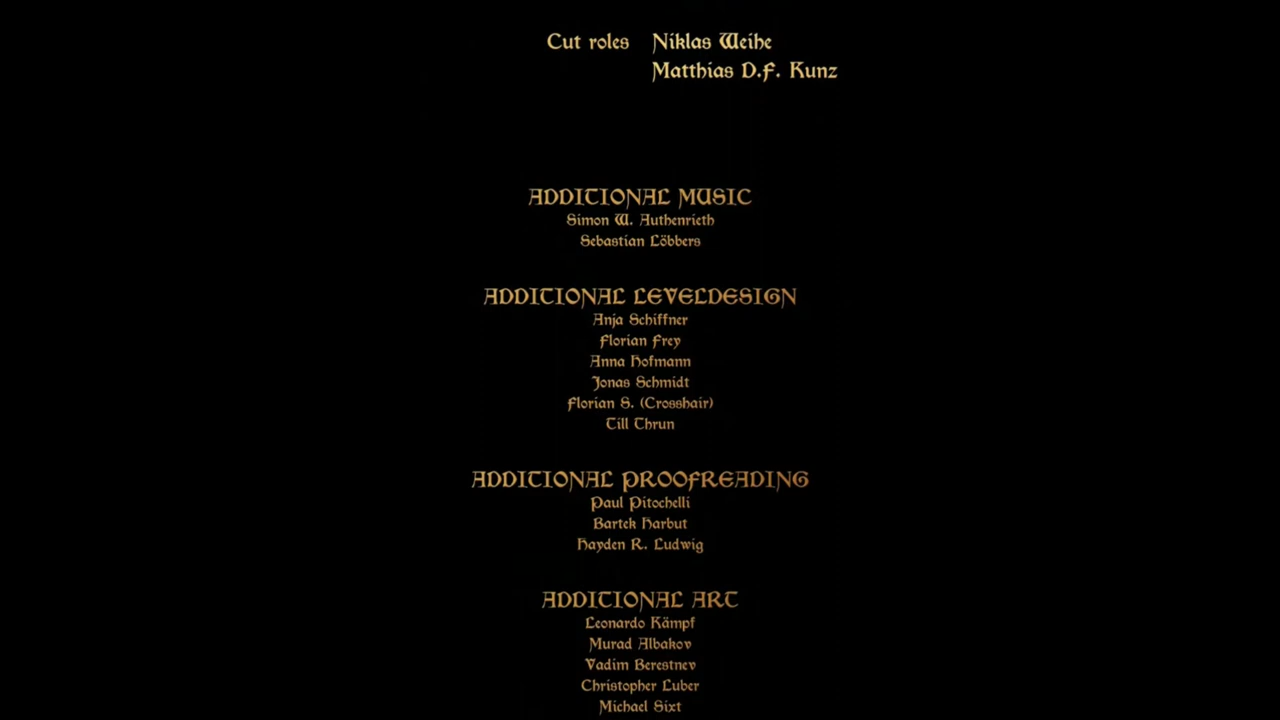 Cut roles Niklas Weihe
Matthias D.F. Kunz
ADDITIONAL MUSIC
Simon W. Authenrieth
Sebastian Löbbers
ADDITIONAL LEVELDESIGN
Anja Schiffner
Florian Frey
Anna Hofmann
Jonas Schmidt
Florian S. (Crosshair)
Till Thrun
ADDITIONAL PROOFREADING
Paul Pitochelli
Bartek Harbut
Hayden R. Ludwig
ADDITIONAL ART
Leonardo Kämpf
Murad Albakov
Vadim Berestnev
Christopher Luber
Michael Sixt